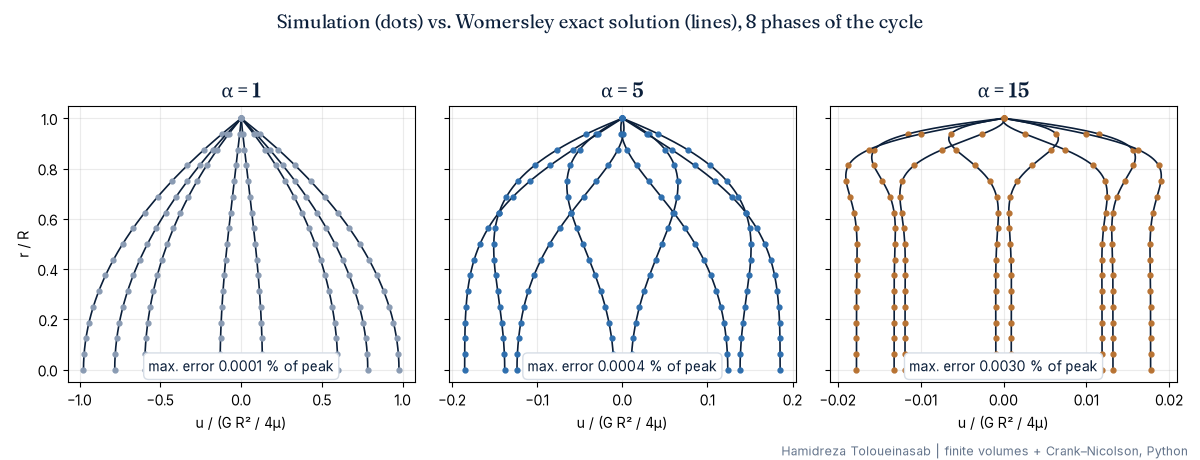 Simulation (dots) vs. Womersley exact solution (lines), 8 phases of the cycle
α = 1
α = 5
α = 15
r / R
1.0
0.8
0.6
0.4
0.2
0.0
max. error 0.0001 % of peak
max. error 0.0004 % of peak
max. error 0.0030 % of peak
−1.0 −0.5 0.0 0.5 1.0
−0.2 −0.1 0.0 0.1 0.2
−0.02 −0.01 0.00 0.01 0.02
u / (G R² / 4μ)
u / (G R² / 4μ)
u / (G R² / 4μ)
Hamidreza Toloueinasab | finite volumes + Crank–Nicolson, Python